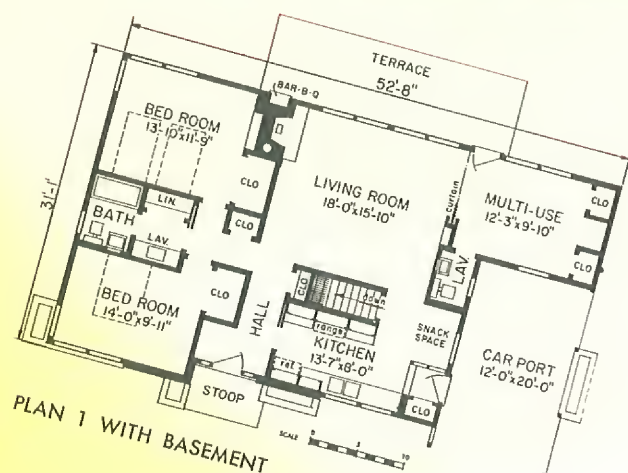 TERRACE
52'-8"
BAR-B-Q
BED ROOM
13'-10"x11'-9"
31'-1"
CLO
LIN.
BATH
LAV.
CLO
LIVING ROOM
18'-0"x15'-10"
curtain
MULTI-USE
12'-3"x9'-10"
CLO
CLO
LAV.
BED ROOM
14'-0"x9'-11"
CLO
HALL
CLO
down
range
KITCHEN
13'-7"x8'-0"
ref.
SNACK
SPACE
CLO
CAR PORT
12'-0"x20'-0"
STOOP
SCALE 0 5 10
PLAN 1 WITH BASEMENT